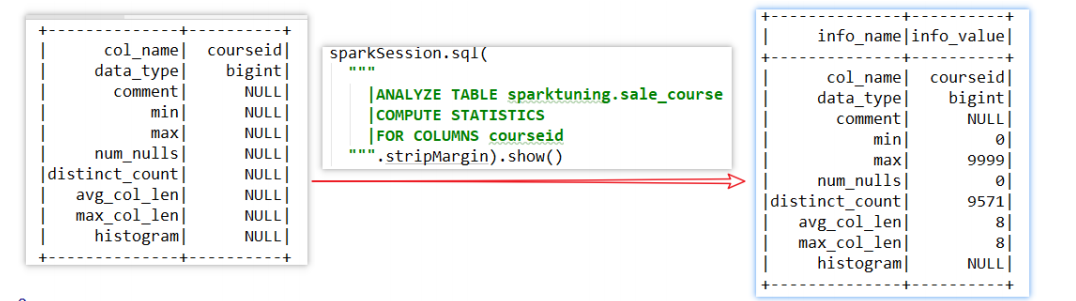 +--------------+----------+
|      col_name|  courseid|
|     data_type|    bigint|
|       comment|      NULL|
|           min|      NULL|
|           max|      NULL|
|     num_nulls|      NULL|
|distinct_count|      NULL|
|   avg_col_len|      NULL|
|   max_col_len|      NULL|
|     histogram|      NULL|
+--------------+----------+
sparkSession.sql(
"""
|ANALYZE TABLE sparktuning.sale_course
|COMPUTE STATISTICS
|FOR COLUMNS courseid
""".stripMargin).show()
+--------------+----------+
|     info_name|info_value|
+--------------+----------+
|      col_name|  courseid|
|     data_type|    bigint|
|       comment|      NULL|
|           min|         0|
|           max|      9999|
|     num_nulls|         0|
|distinct_count|      9571|
|   avg_col_len|         8|
|   max_col_len|         8|
|     histogram|      NULL|
+--------------+----------+